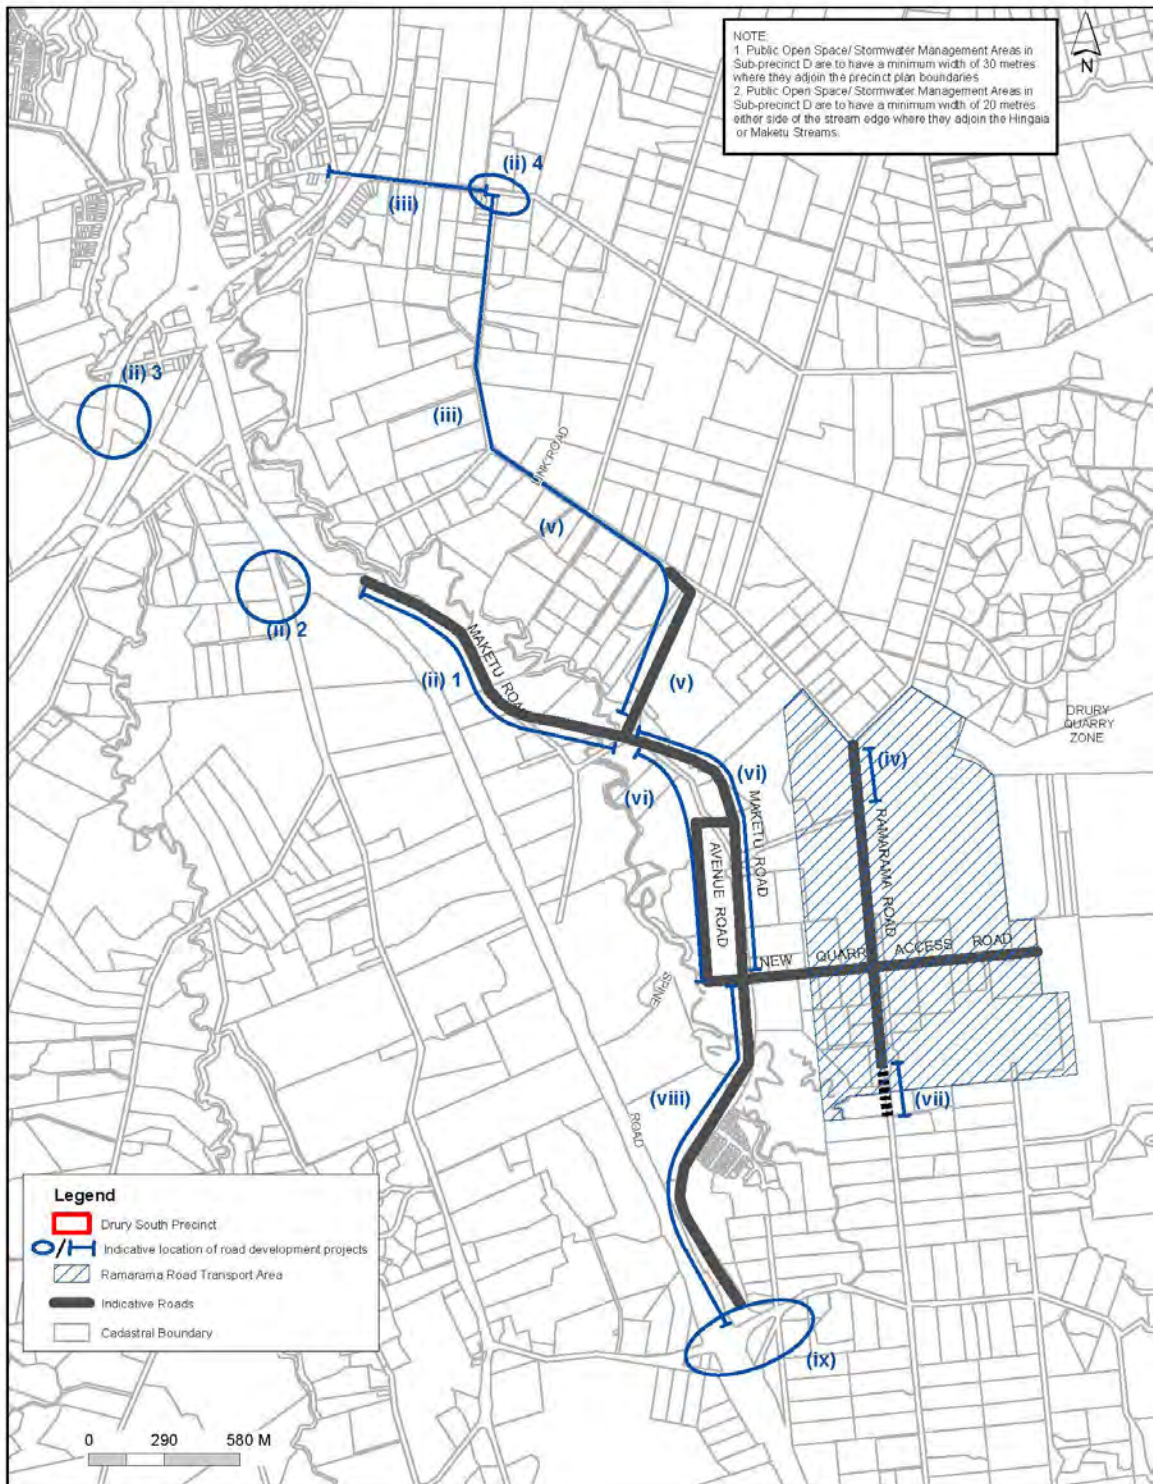 NOTE:
1. Public Open Space/ Stormwater Management Areas in
Sub-precinct D are to have a minimum width of 30 metres
where they adjoin the precinct plan boundaries
2. Public Open Space/ Stormwater Management Areas in
Sub-precinct D are to have a minimum width of 20 metres
either side of the stream edge where they adjoin the Hingaia
or Maketu Streams.
N
(ii) 4
(iii)
(ii) 3
(iii)
LINK ROAD
(v)
(ii) 2
MAKETU ROAD
(ii) 1
(v)
DRURY
QUARRY
ZONE
(iv)
(vi)
(vi)
MAKETU ROAD
RAMARAMA ROAD
AVENUE ROAD
NEW QUARRY ACCESS ROAD
SPINE
ROAD
(viii)
(vii)
(ix)
Legend
Drury South Precinct
Indicative location of road development projects
Ramarama Road Transport Area
Indicative Roads
Cadastral Boundary
0 290 580 M